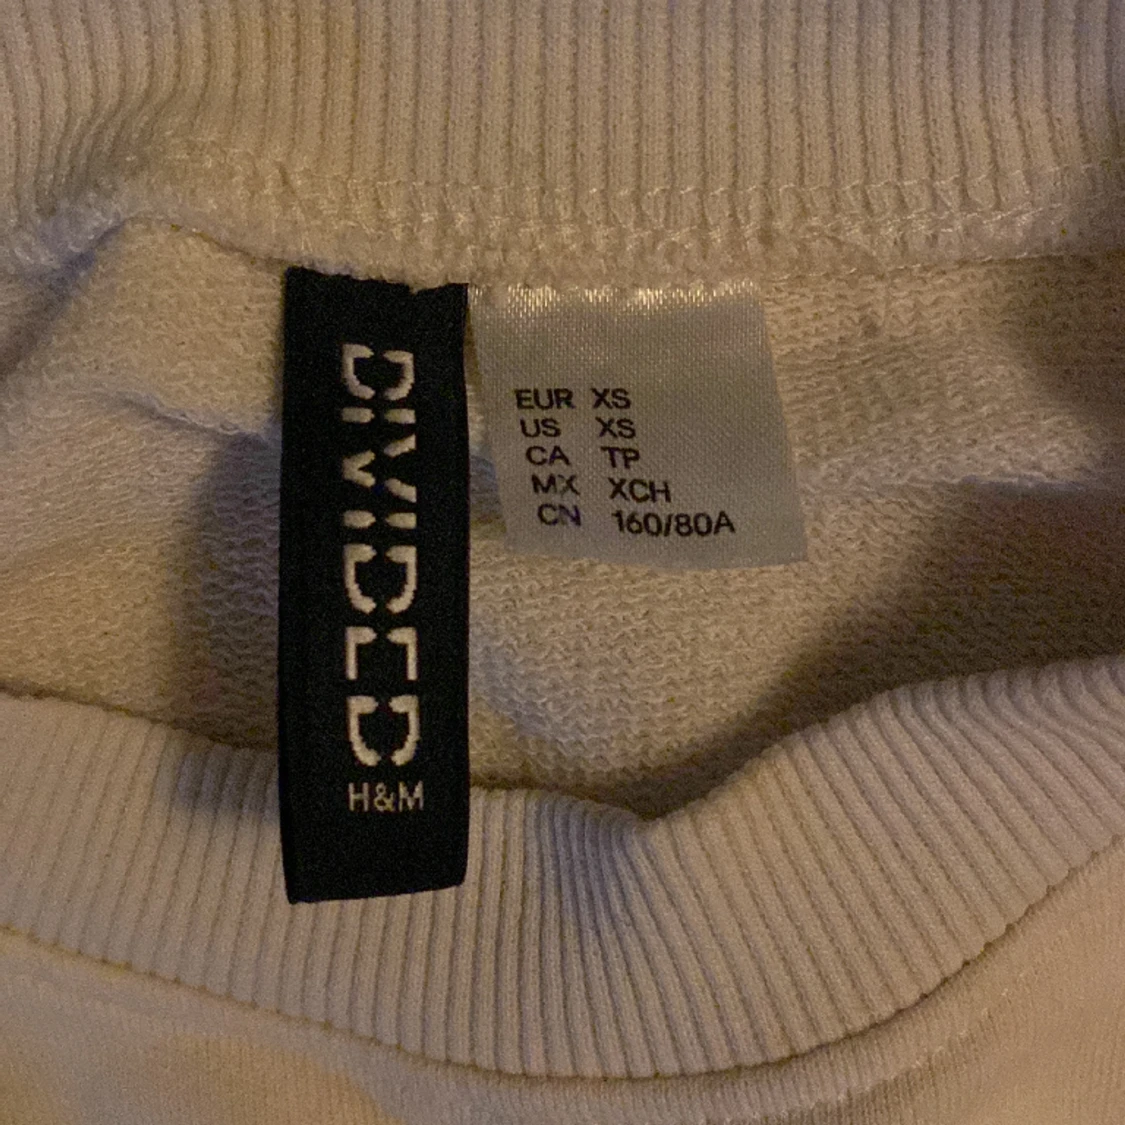 DIVIDED
H&M
EUR XS
US XS
CA TP
MX XCH
CN 160/80A